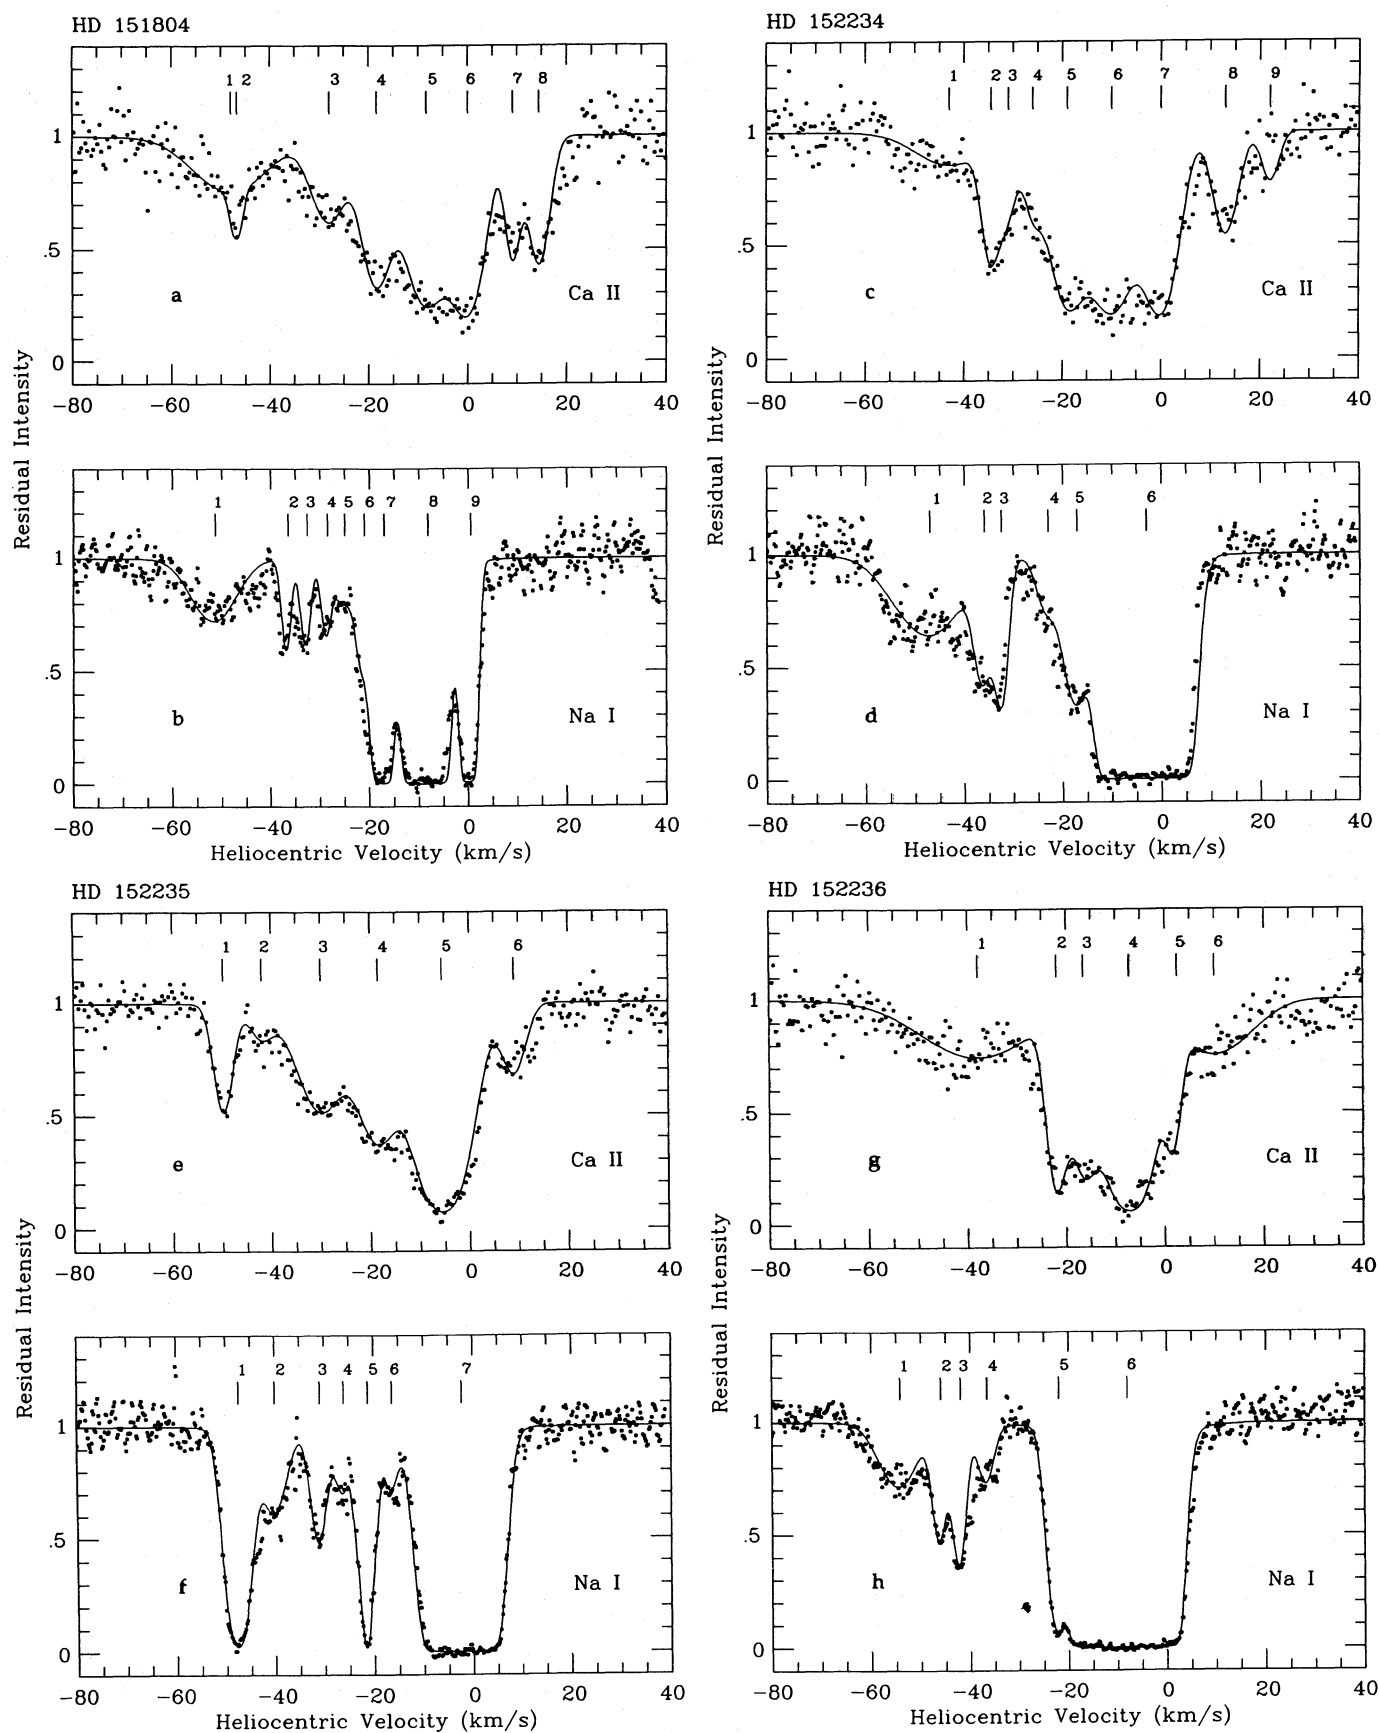 HD 151804
1 2 3 4 5 6 7 8
1
.5
0
a
Ca II
-80 -60 -40 -20 0 20 40
Residual Intensity
1 2 3 4 5 6 7 8 9
1
.5
0
b
Na I
-80 -60 -40 -20 0 20 40
Heliocentric Velocity (km/s)
HD 152234
1 2 3 4 5 6 7 8 9
1
.5
0
c
Ca II
-80 -60 -40 -20 0 20 40
Residual Intensity
1 2 3 4 5 6
1
.5
0
d
Na I
-80 -60 -40 -20 0 20 40
Heliocentric Velocity (km/s)
HD 152235
1 2 3 4 5 6
1
.5
0
e
Ca II
-80 -60 -40 -20 0 20 40
Residual Intensity
1 2 3 4 5 6 7
1
.5
0
f
Na I
-80 -60 -40 -20 0 20 40
Heliocentric Velocity (km/s)
HD 152236
1 2 3 4 5 6
1
.5
0
g
Ca II
-80 -60 -40 -20 0 20 40
Residual Intensity
1 2 3 4 5 6
1
.5
0
h
Na I
-80 -60 -40 -20 0 20 40
Heliocentric Velocity (km/s)